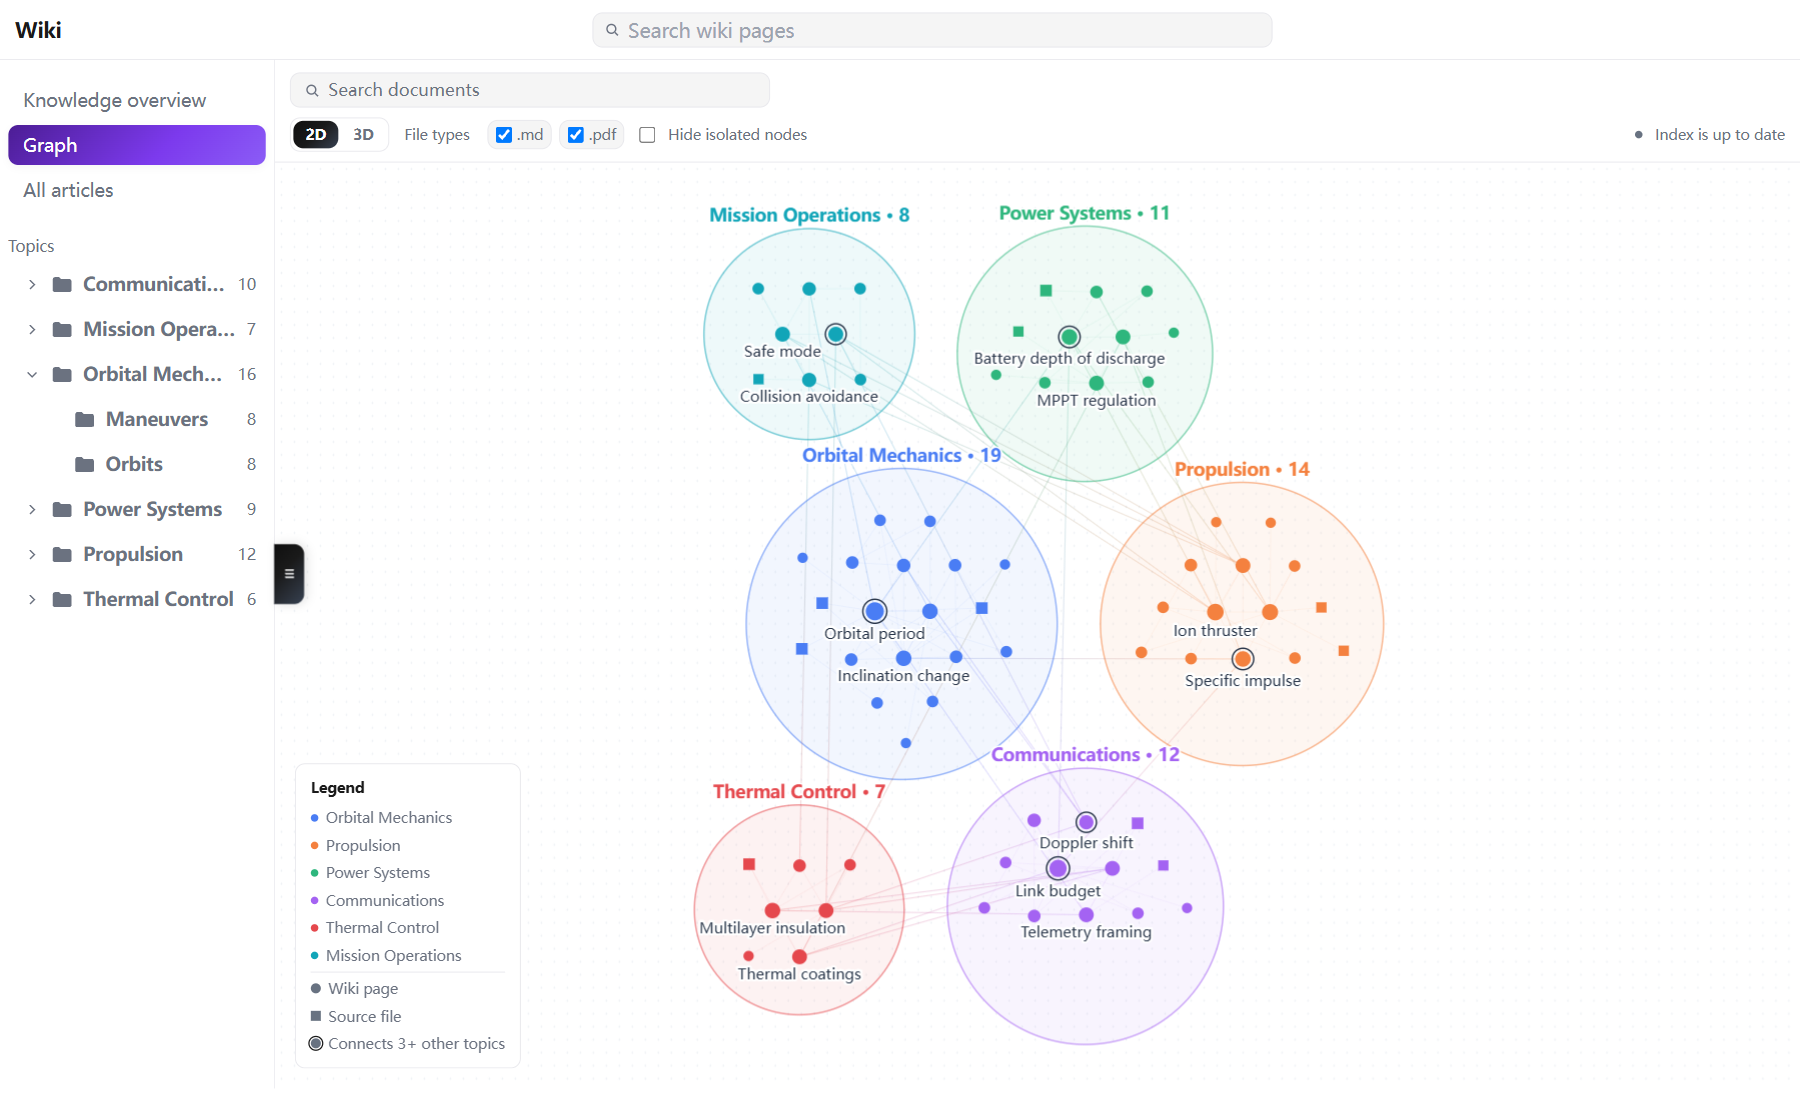 Wiki
Search wiki pages
Knowledge overview
Graph
All articles
Topics
Communicati... 10
Mission Opera... 7
Orbital Mech... 16
Maneuvers 8
Orbits 8
Power Systems 9
Propulsion 12
Thermal Control 6
Search documents
2D 3D File types .md .pdf Hide isolated nodes
Index is up to date
Mission Operations • 8
Safe mode
Collision avoidance
Power Systems • 11
Battery depth of discharge
MPPT regulation
Orbital Mechanics • 19
Orbital period
Inclination change
Propulsion • 14
Ion thruster
Specific impulse
Communications • 12
Doppler shift
Link budget
Telemetry framing
Thermal Control • 7
Multilayer insulation
Thermal coatings
Legend
Orbital Mechanics
Propulsion
Power Systems
Communications
Thermal Control
Mission Operations
Wiki page
Source file
Connects 3+ other topics